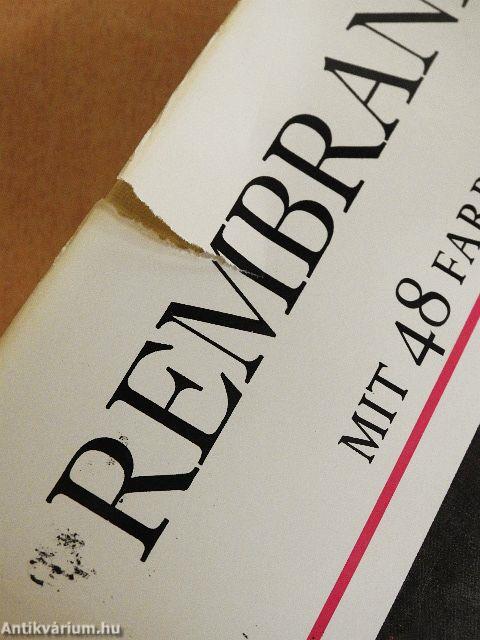 REMBRAN
MIT 48 FARB
Antikvárium.hu